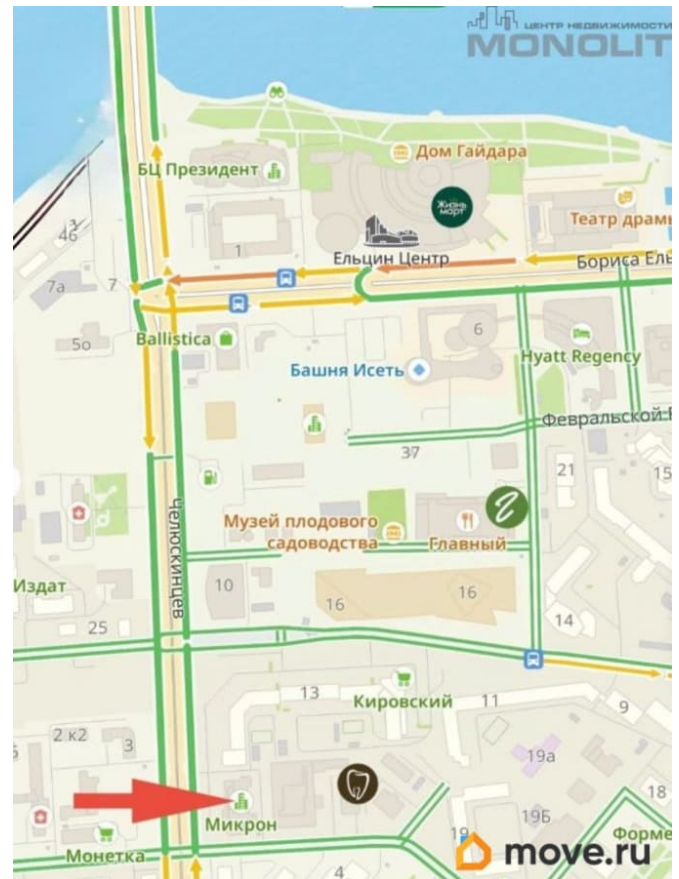 ЦЕНТР НЕДВИЖИМОСТИ
MONOLIT
Дом Гайдара
БЦ Президент
Жизнь
март
Театр драмы
46
3
1
Ельцин Центр
Бориса Ель
7а
7
Ballistica
5о
6
Hyatt Regency
Башня Исеть
Февральской Р
37
21
15
Челюскинцев
Музей плодового
садоводства
Главный
Издат
10
16
16
14
25
13
Кировский
11
9
2 к2
3
19а
18
Микрон
19Б
19
Форме
Монетка
4
move.ru